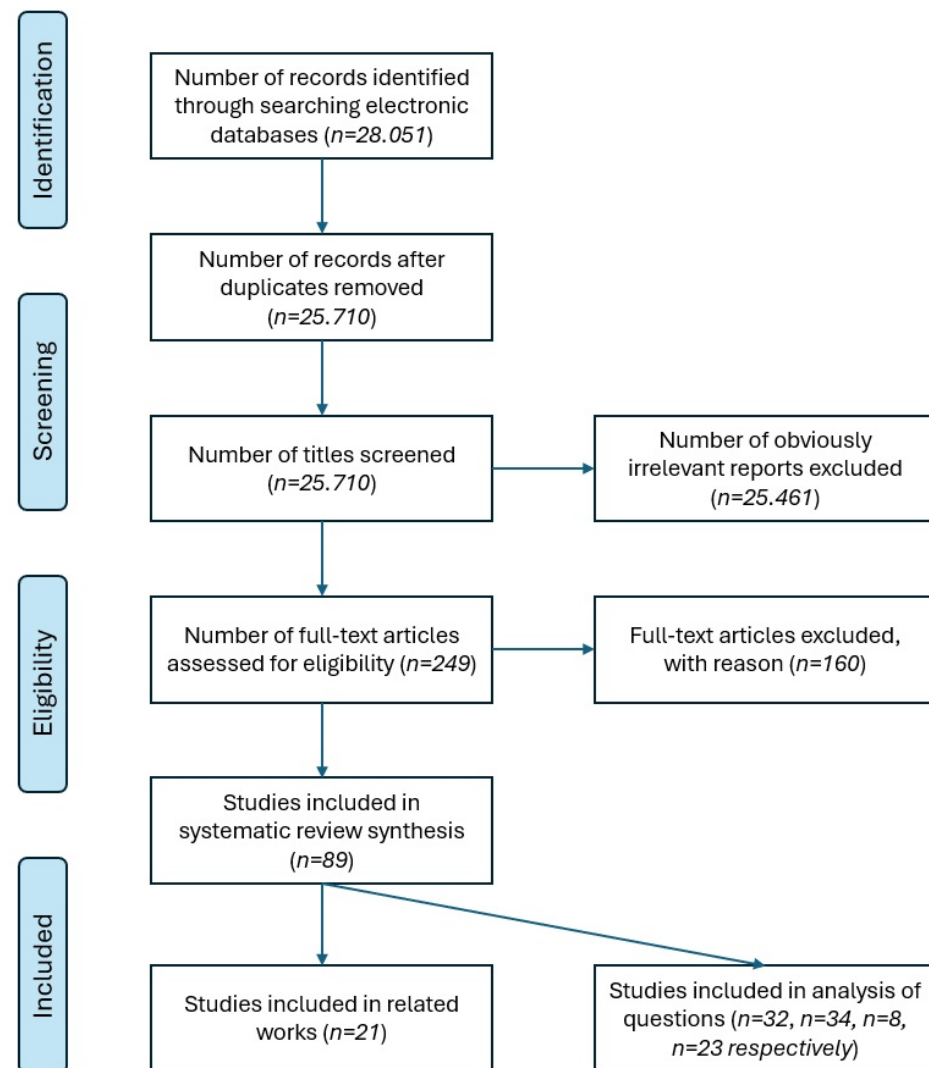 Identification
Number of records identified
through searching electronic
databases (n=28.051)
Number of records after
duplicates removed
(n=25.710)
Screening
Number of titles screened
(n=25.710)
Number of obviously
irrelevant reports excluded
(n=25.461)
Eligibility
Number of full-text articles
assessed for eligibility (n=249)
Full-text articles excluded,
with reason (n=160)
Studies included in
systematic review synthesis
(n=89)
Included
Studies included in related
works (n=21)
Studies included in analysis of
questions (n=32, n=34, n=8,
n=23 respectively)